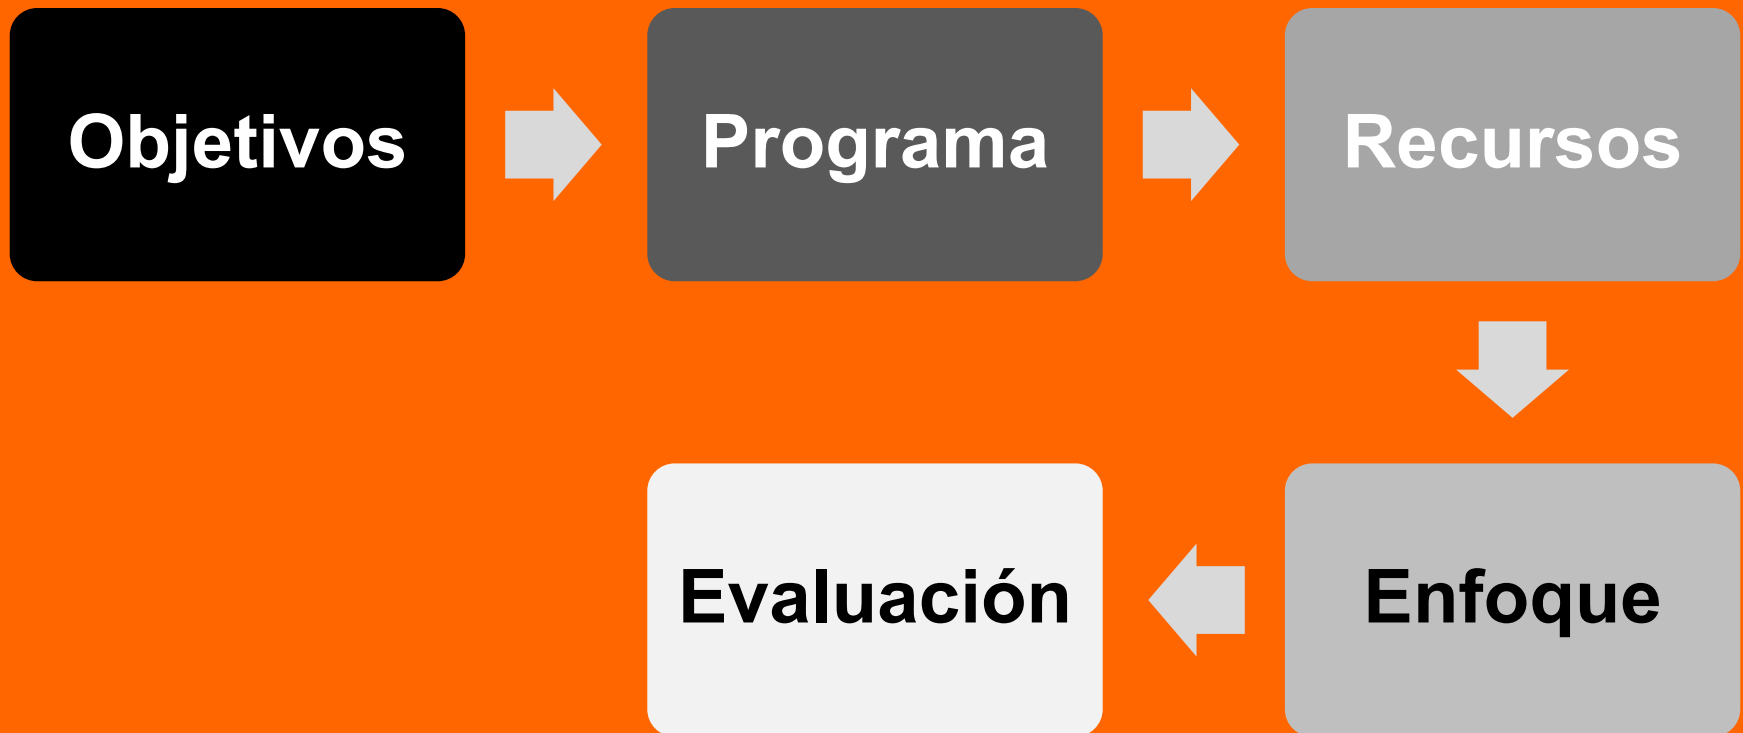 Objetivos
Programa
Recursos
Enfoque
Evaluación